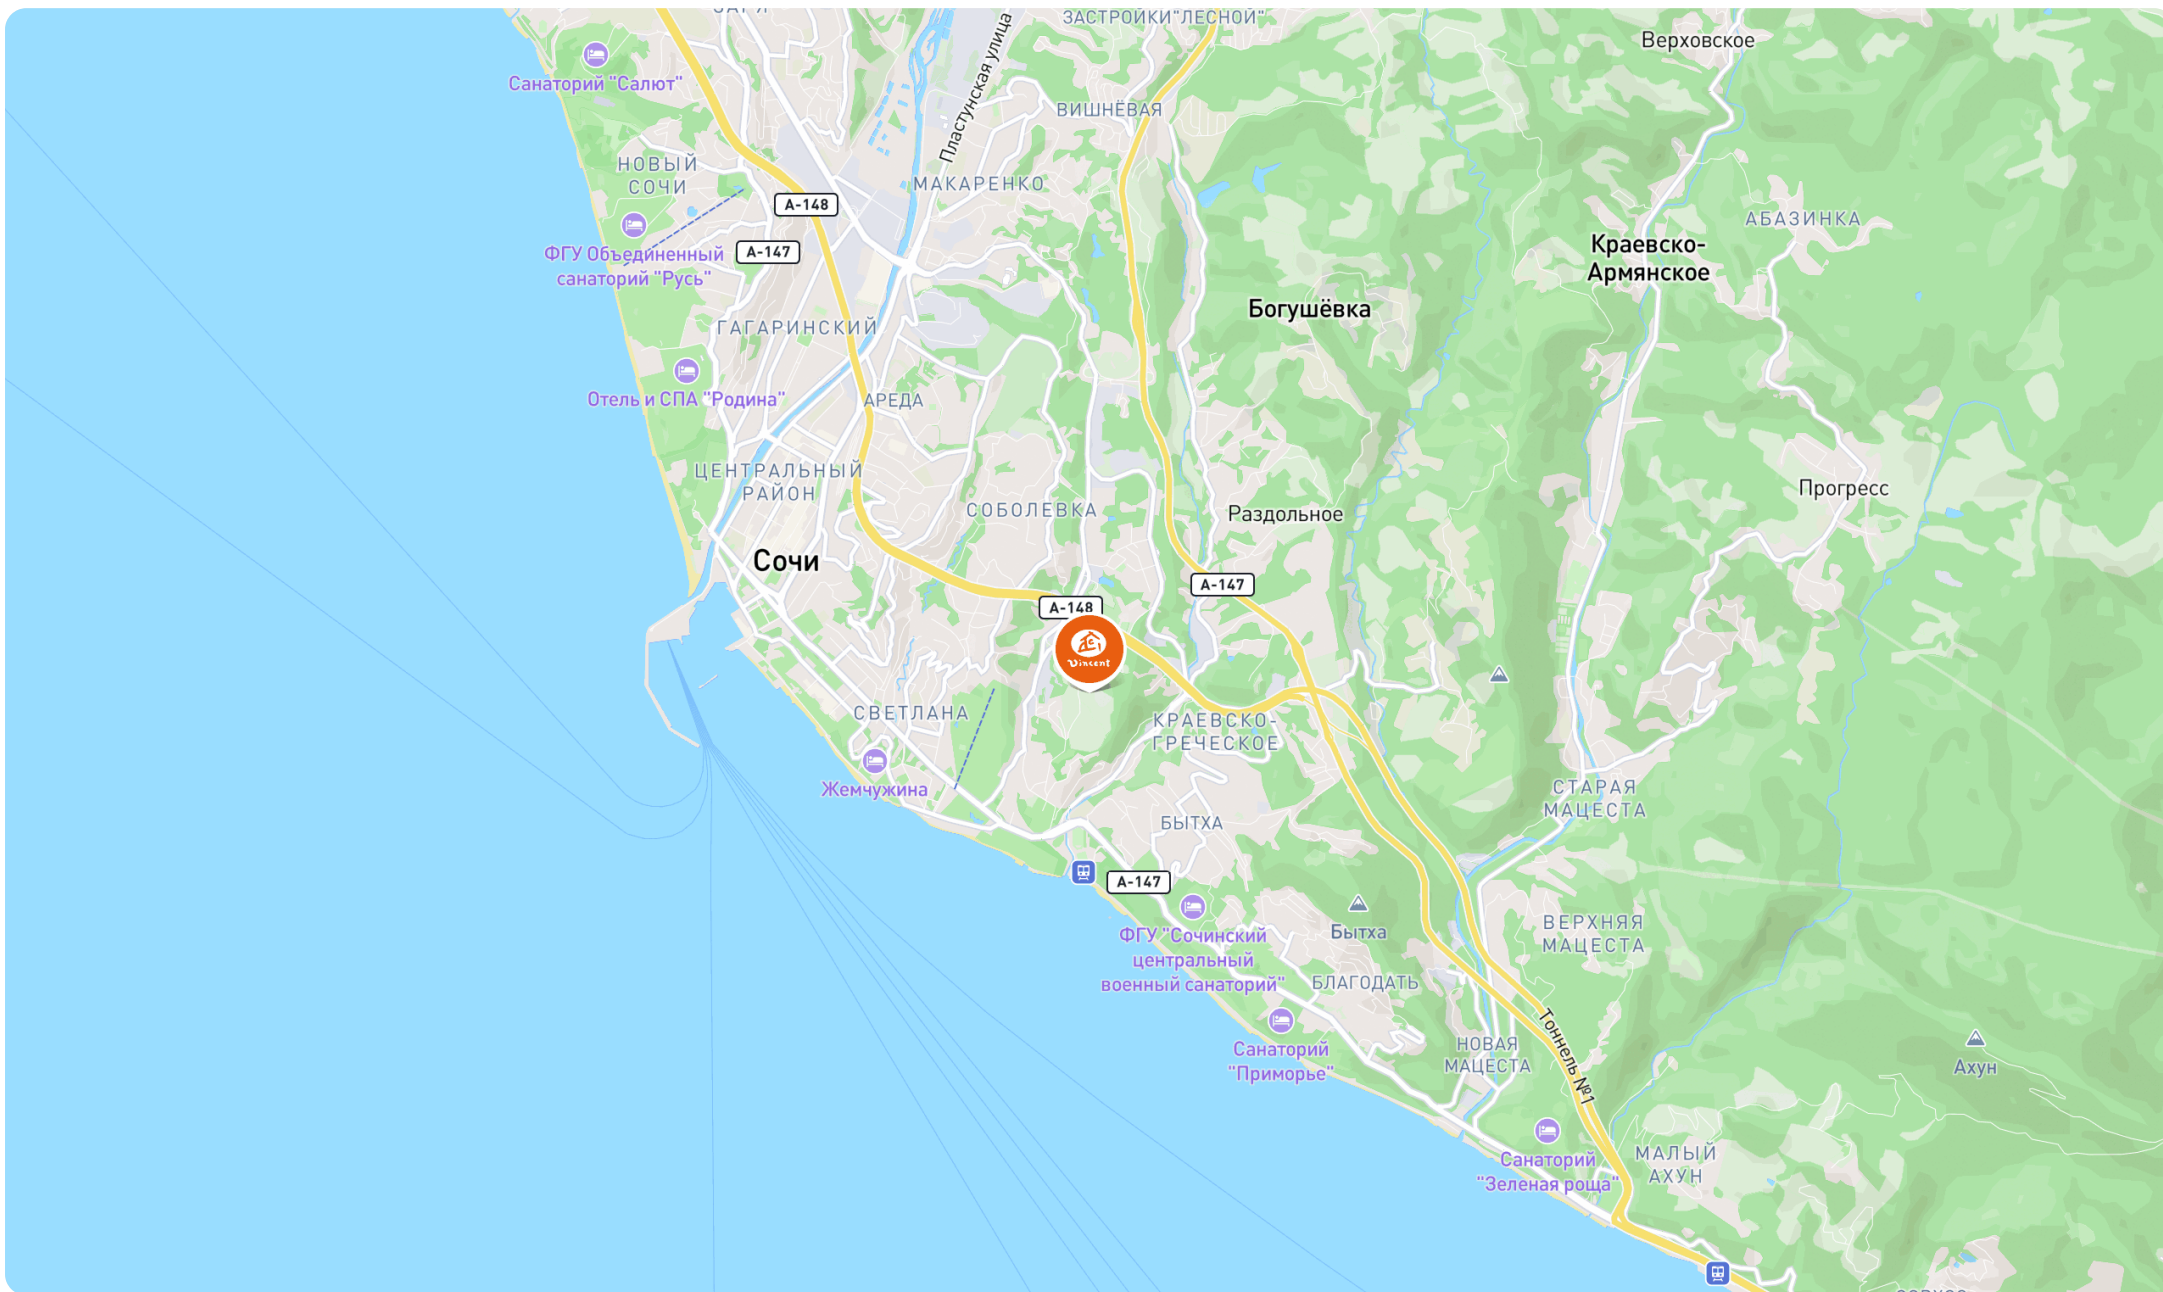 ЗАСТРОЙКИ"ЛЕСНОЙ"
Верховское
Санаторий "Салют"
Пластунская улица
ВИШНЁВАЯ
НОВЫЙ
СОЧИ
МАКАРЕНКО
А-148
АБАЗИНКА
ФГУ Объединенный
санаторий "Русь"
А-147
Краевско-
Армянское
Богушёвка
ГАГАРИНСКИЙ
Отель и СПА "Родина"
АРЕДА
ЦЕНТРАЛЬНЫЙ
РАЙОН
Прогресс
СОБОЛЕВКА
Раздольное
Сочи
А-147
А-148
Vincent
СВЕТЛАНА
КРАЕВСКО-
ГРЕЧЕСКОЕ
Жемчужина
СТАРАЯ
МАЦЕСТА
БЫТХА
А-147
ФГУ "Сочинский
центральный
военный санаторий"
Бытха
ВЕРХНЯЯ
МАЦЕСТА
БЛАГОДАТЬ
Тоннель №1
Санаторий
"Приморье"
НОВАЯ
МАЦЕСТА
Ахун
Санаторий
"Зеленая роща"
МАЛЫЙ
АХУН